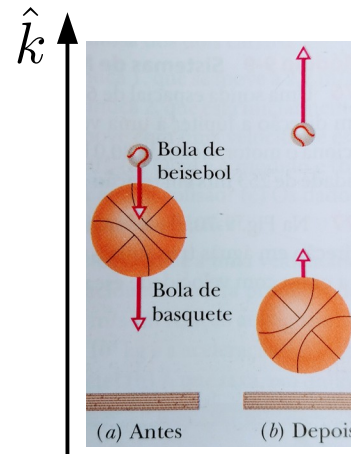 k̂
Bola de
beisebol
Bola de
basquete
(a) Antes
(b) Depois